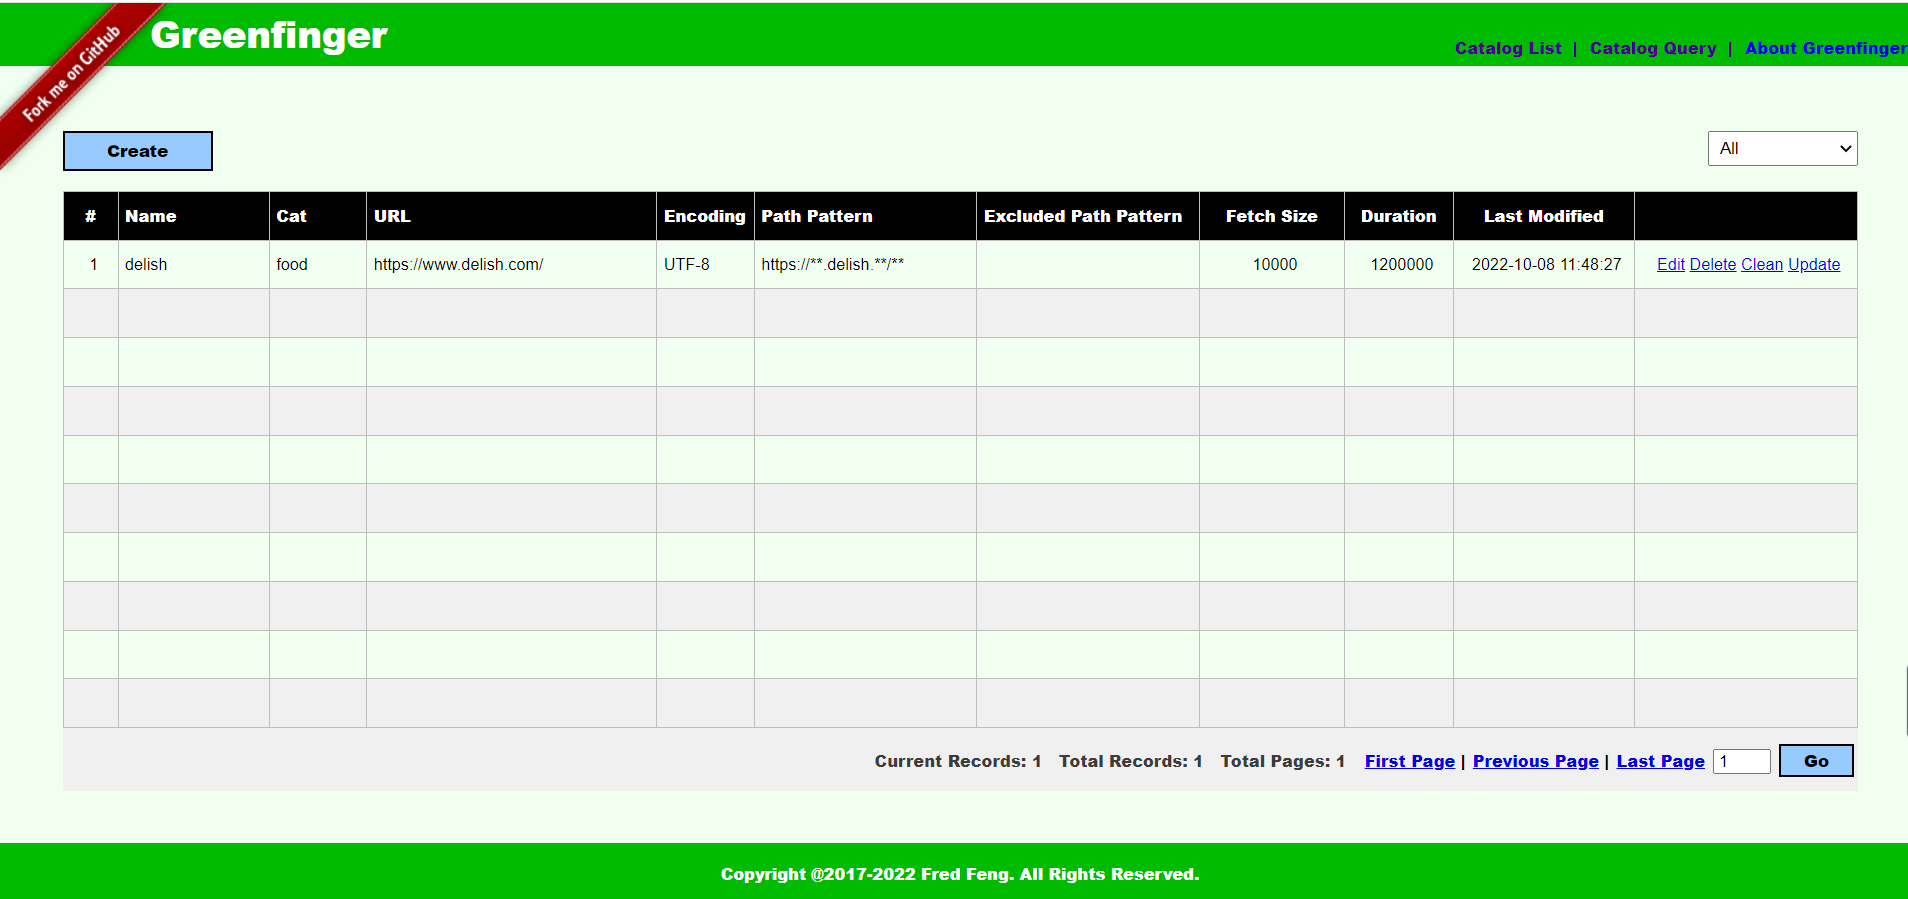 Fork me on GitHub
Greenfinger
Catalog List | Catalog Query | About Greenfinger
Create
All
# Name Cat URL Encoding Path Pattern Excluded Path Pattern Fetch Size Duration Last Modified
1 delish food https://www.delish.com/ UTF-8 https://**.delish.**/** 10000 1200000 2022-10-08 11:48:27 Edit Delete Clean Update
Current Records: 1 Total Records: 1 Total Pages: 1 First Page | Previous Page | Last Page 1 Go
Copyright @2017-2022 Fred Feng. All Rights Reserved.